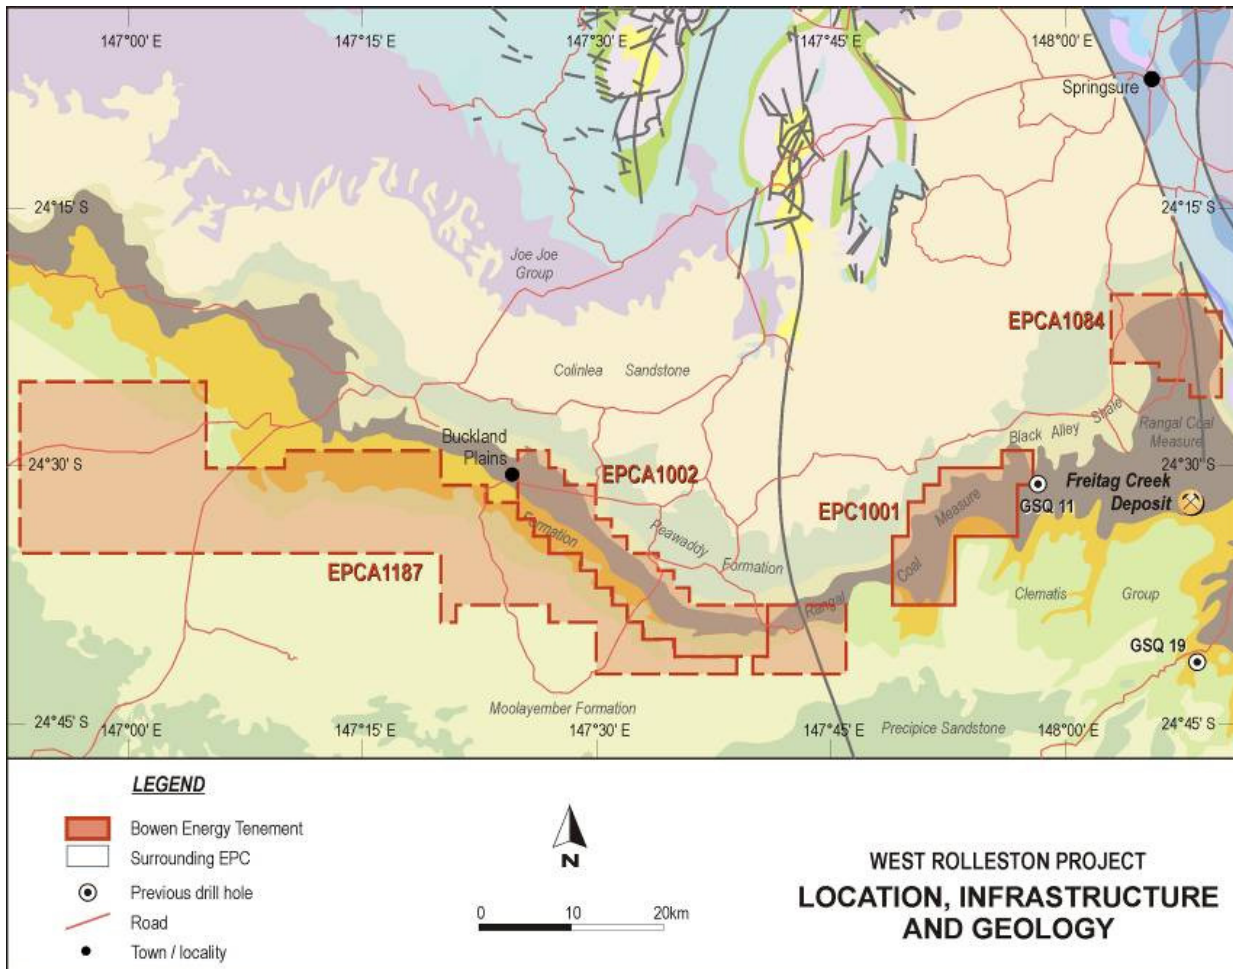 147°00' E
147°15' E
147°30' E
147°45' E
148°00' E
Springsure
24°15' S
24°15' S
Joe Joe
Group
EPCA1084
Colinlea Sandstone
Black Alley Shale
Rangal Coal
Measure
Buckland
Plains
24°30' S
24°30' S
EPCA1002
EPC1001
GSQ 11
Freitag Creek
Deposit
Formation
Peawaddy Formation
Rangal Coal Measure
EPCA1187
Clematis Group
GSQ 19
Moolayember Formation
Precipice Sandstone
24°45' S
24°45' S
147°00' E
147°15' E
147°30' E
147°45' E
148°00' E
LEGEND
Bowen Energy Tenement
Surrounding EPC
Previous drill hole
Road
Town / locality
N
0 10 20km
WEST ROLLESTON PROJECT
LOCATION, INFRASTRUCTURE
AND GEOLOGY